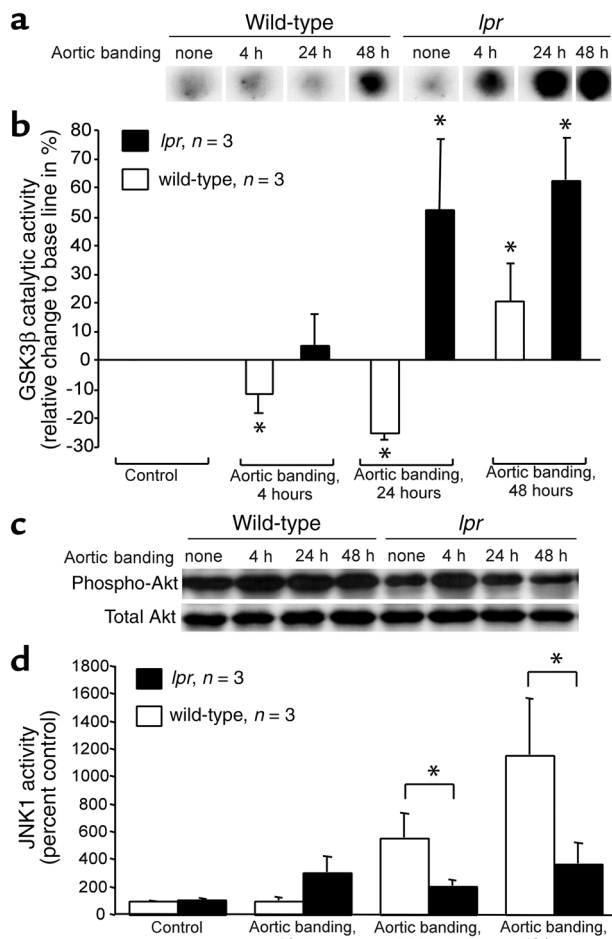 a
Wild-type lpr
Aortic banding none 4 h 24 h 48 h none 4 h 24 h 48 h
b
GSK3β catalytic activity
(relative change to base line in %)
80
70
60
50
40
30
20
10
0
-10
-20
-30
lpr, n = 3
wild-type, n = 3
*
*
*
*
*
Control
Aortic banding,
4 hours
Aortic banding,
24 hours
Aortic banding,
48 hours
c
Wild-type lpr
Aortic banding none 4 h 24 h 48 h none 4 h 24 h 48 h
Phospho-Akt
Total Akt
d
JNK1 activity
(percent control)
1800
1600
1400
1200
1000
800
600
400
200
0
lpr, n = 3
wild-type, n = 3
*
*
Control
Aortic banding,
Aortic banding,
Aortic banding,